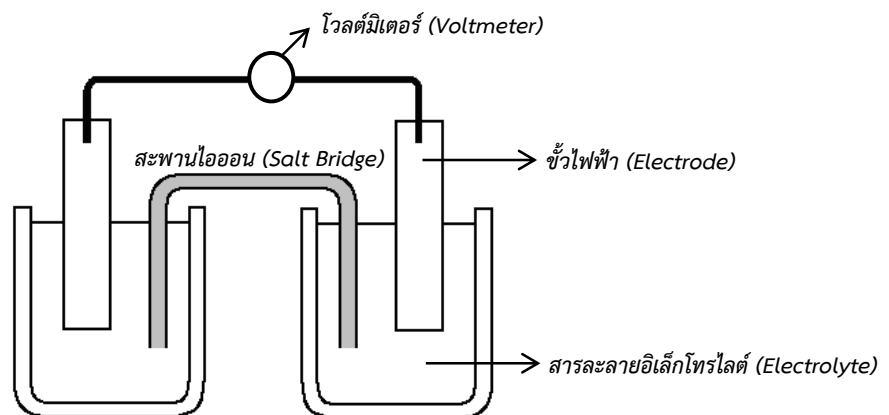 โวลต์มิเตอร์ (Voltmeter)
สะพานไอออน (Salt Bridge)
ขั้วไฟฟ้า (Electrode)
สารละลายอิเล็กโทรไลต์ (Electrolyte)